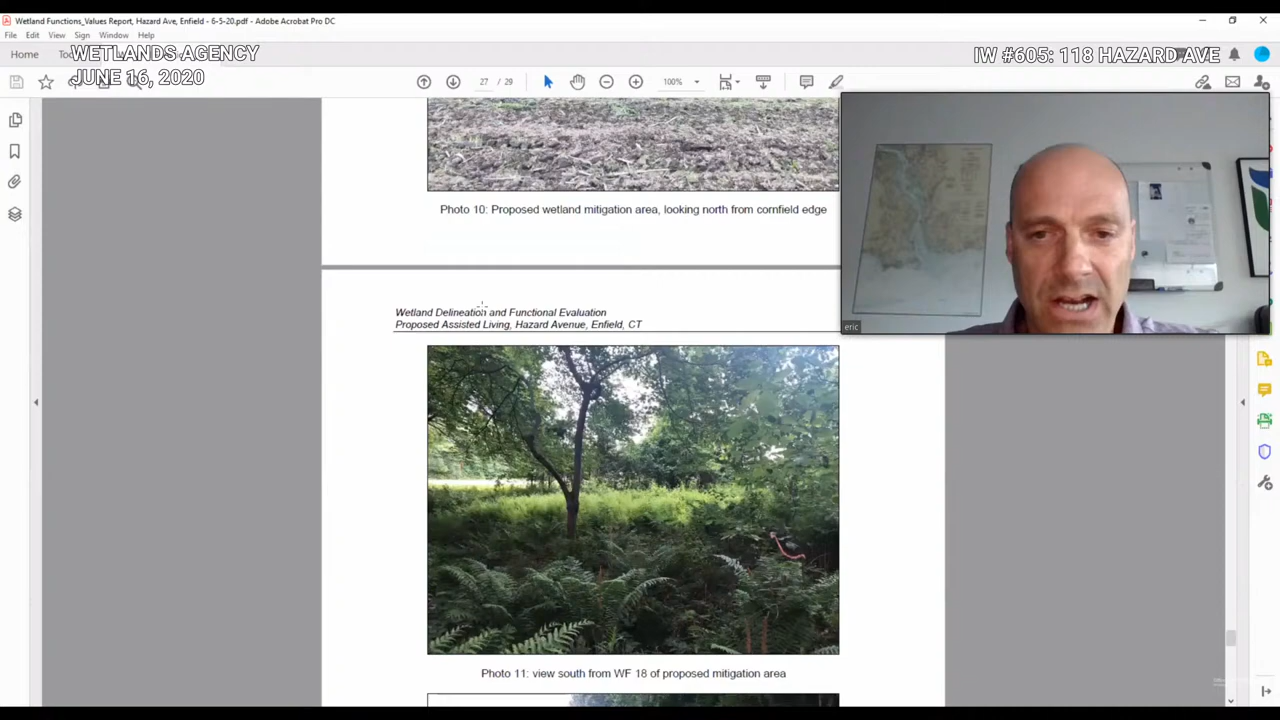 Wetland Functions_Values Report, Hazard Ave, Enfield - 6-5-20.pdf - Adobe Acrobat Pro DC
File Edit View Sign Window Help
Home
WETLANDS AGENCY
JUNE 16, 2020
IW #605: 118 HAZARD AVE
27 / 29
100%
Photo 10: Proposed wetland mitigation area, looking north from cornfield edge
eric
Wetland Delineation and Functional Evaluation
Proposed Assisted Living, Hazard Avenue, Enfield, CT
Photo 11: view south from WF 18 of proposed mitigation area